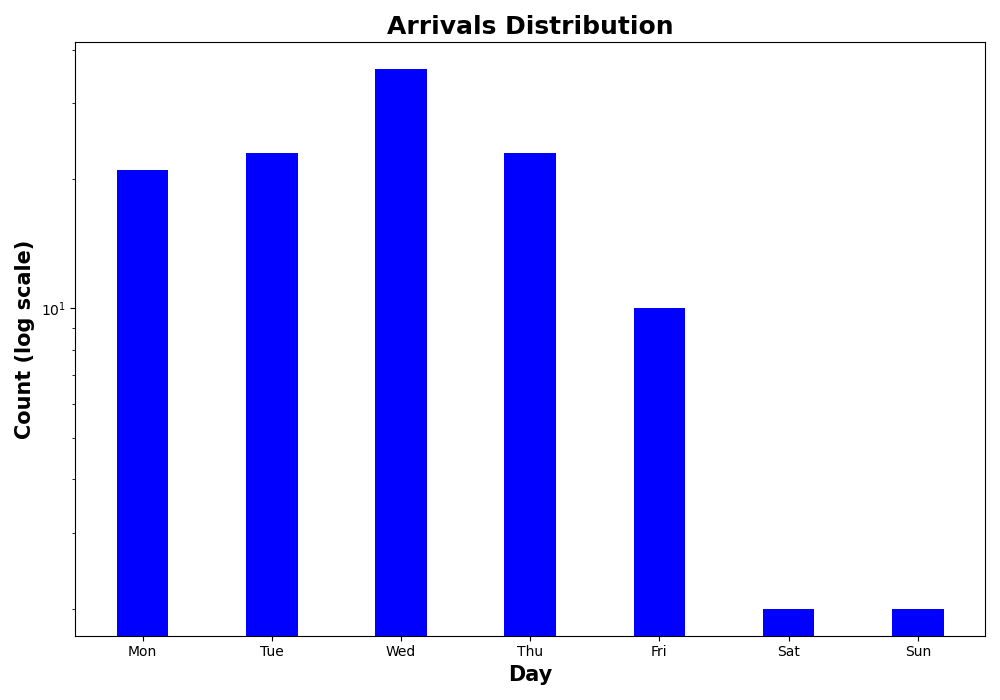 Arrivals Distribution
Count (log scale)
10¹
Mon Tue Wed Thu Fri Sat Sun
Day